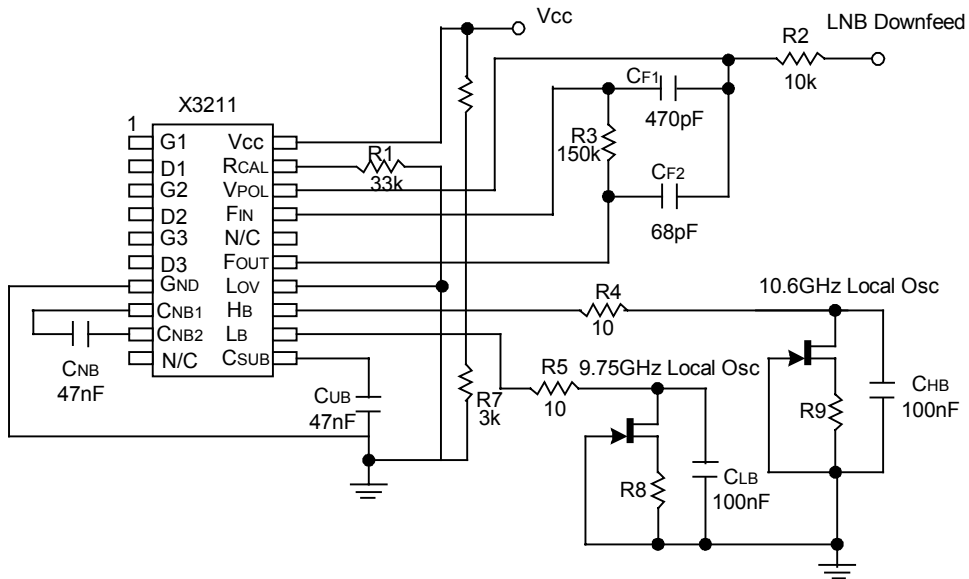 Vcc
LNB Downfeed
R2
10k
CF1
470pF
R3
150k
CF2
68pF
X3211
1
G1
D1
G2
D2
G3
D3
GND
CNB1
CNB2
N/C
Vcc
RCAL
VPOL
FIN
N/C
FOUT
LOV
HB
LB
CSUB
R1
33k
CNB
47nF
CUB
47nF
R7
3k
R4
10
10.6GHz Local Osc
R5
10
9.75GHz Local Osc
R9
CHB
100nF
R8
CLB
100nF